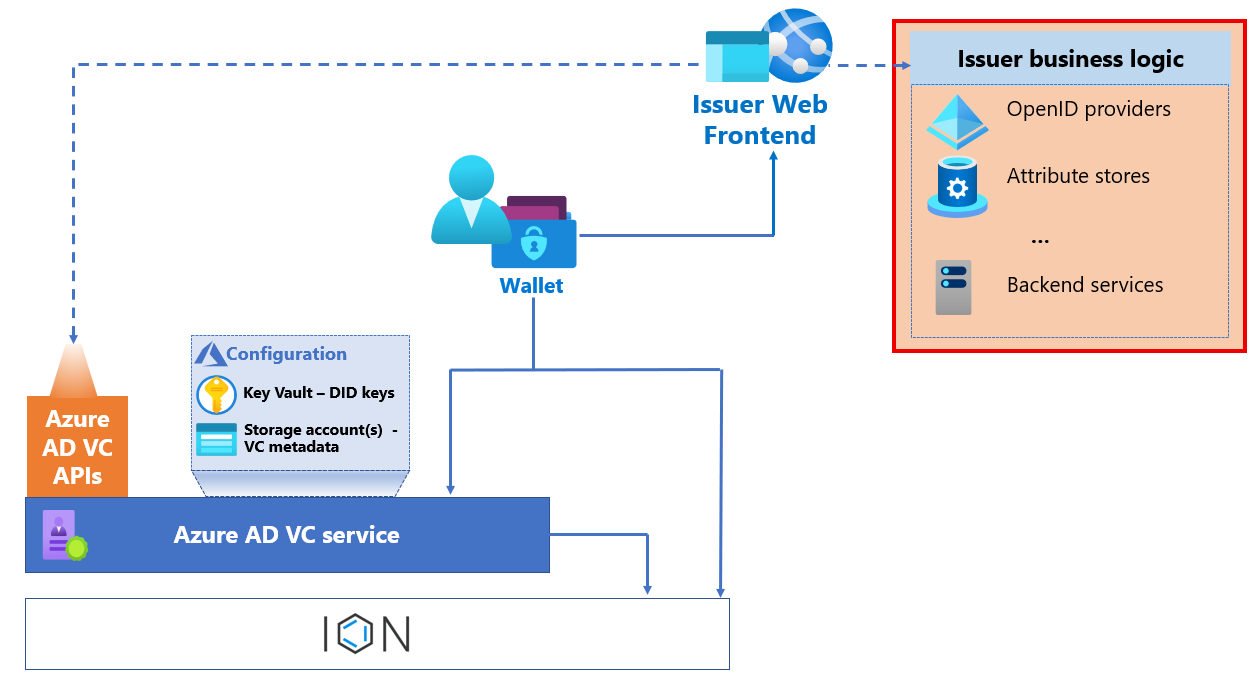 Issuer Web
Frontend
Issuer business logic
OpenID providers
Attribute stores
...
Backend services
Wallet
Configuration
Key Vault – DID keys
Storage account(s) -
VC metadata
Azure
AD VC
APIs
Azure AD VC service
ION